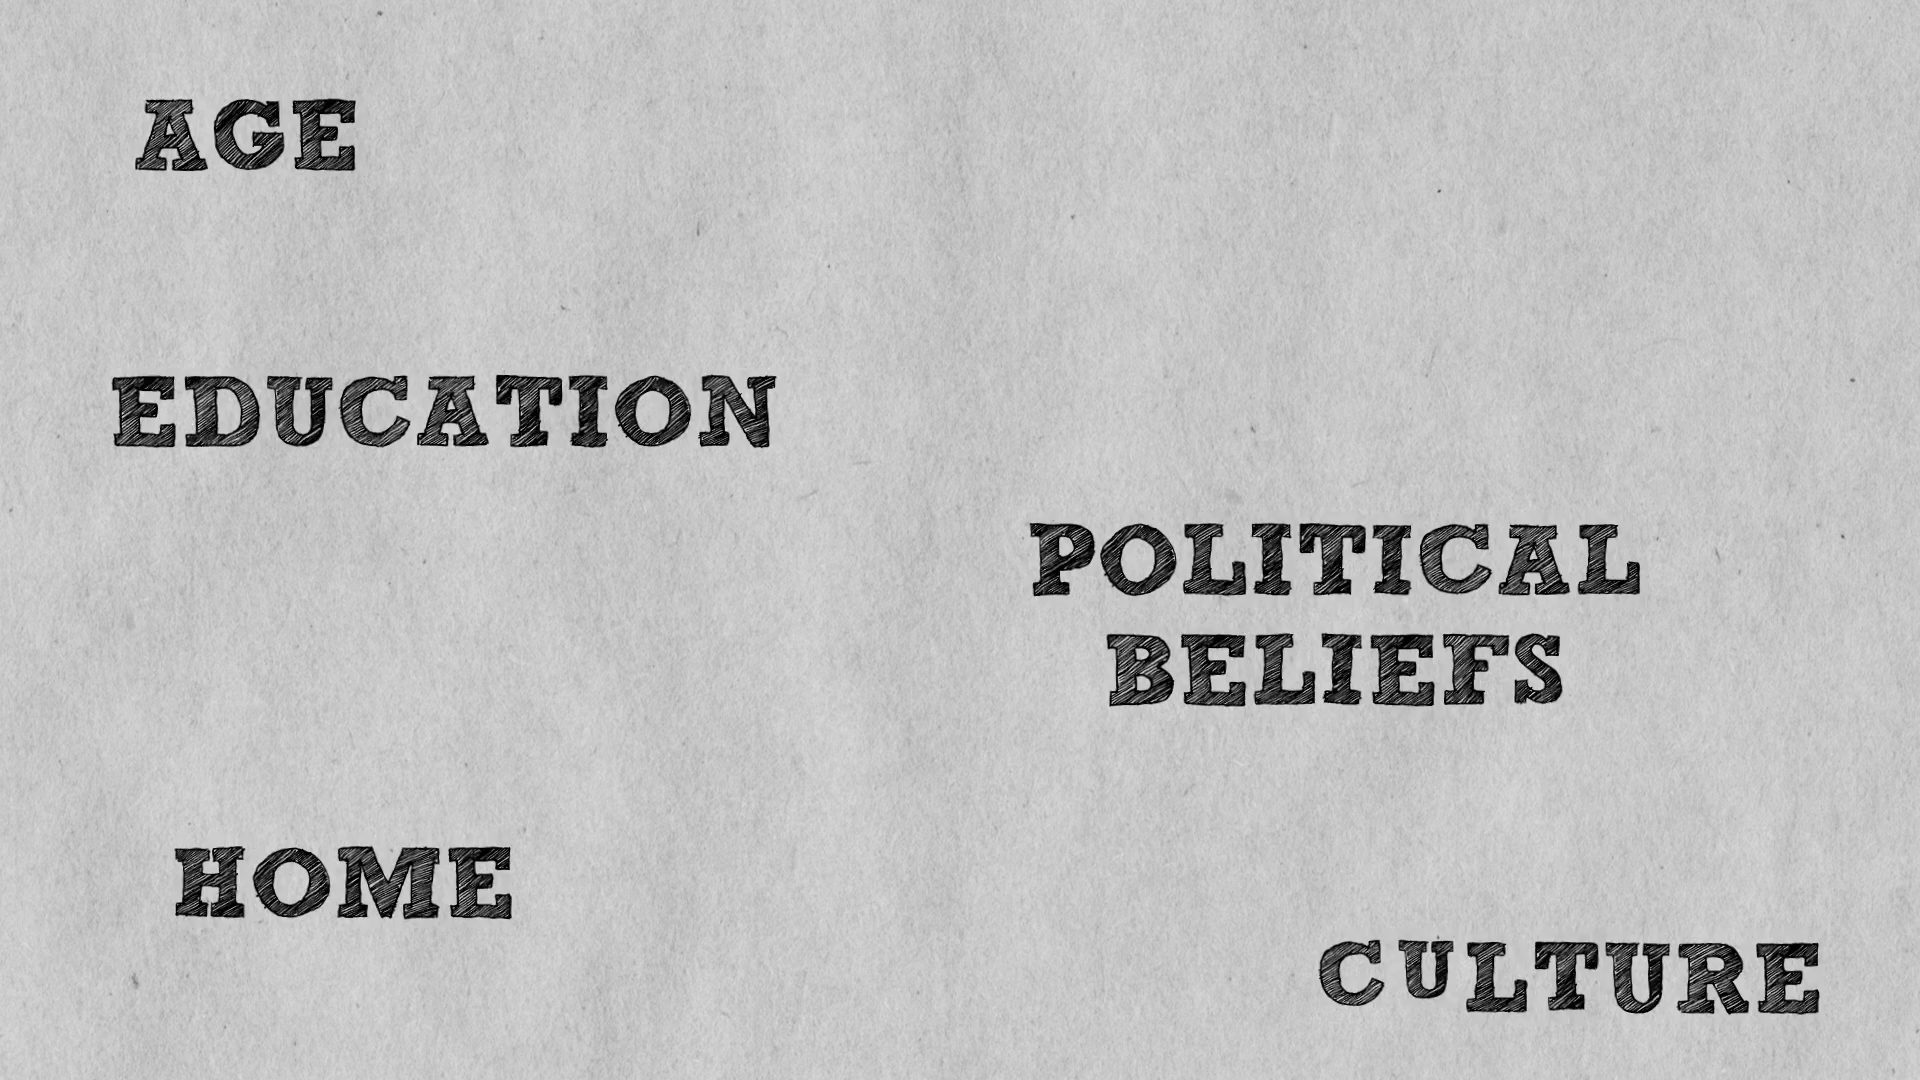 AGE
EDUCATION
POLITICAL
BELIEFS
HOME
CULTURE